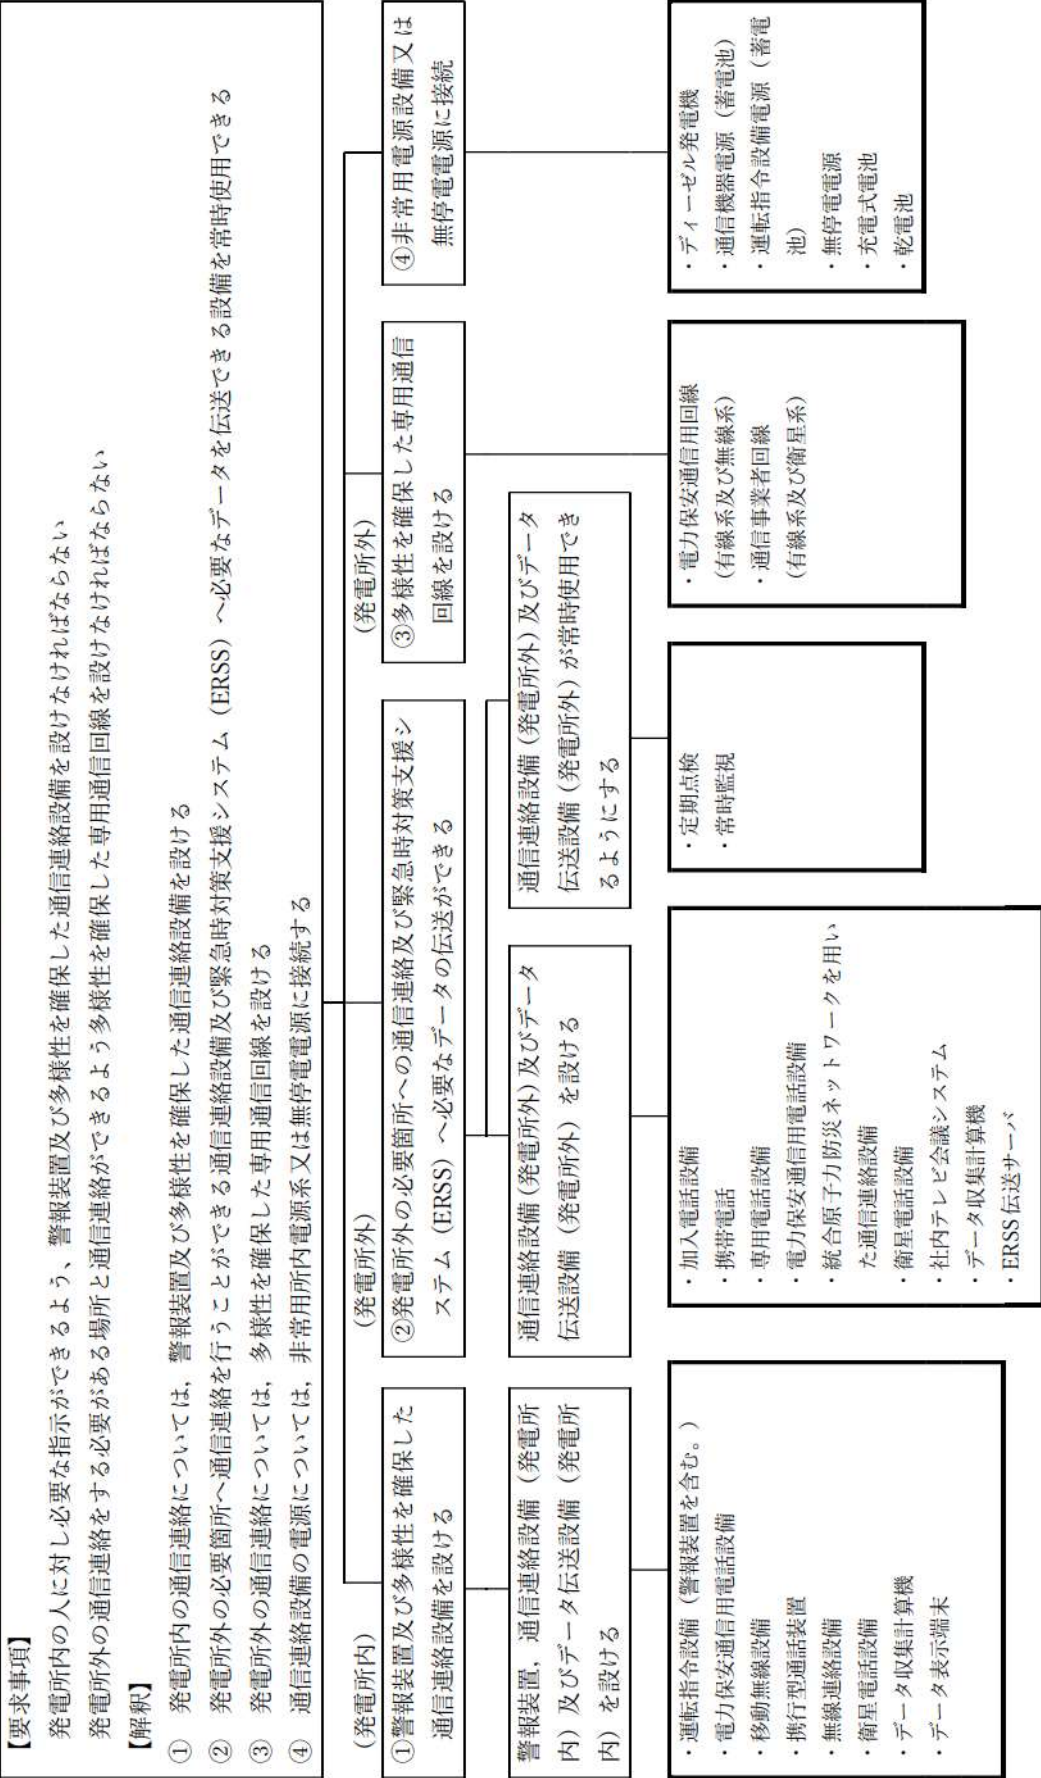 【要求事項】
発電所内の人に対し必要な指示ができるよう、警報装置及び多様性を確保した通信連絡設備を設けなければならない
発電所外の通信連絡をする必要がある場所と通信連絡ができるよう多様性を確保した専用通信回線を設けなければならない
【解釈】
① 発電所内の通信連絡については，警報装置及び多様性を確保した通信連絡設備を設ける
② 発電所外の必要箇所へ通信連絡を行うことができる通信連絡設備及び緊急時対策支援システム（ERSS）へ必要なデータを伝送できる設備を常時使用できる
③ 発電所外の通信連絡については，多様性を確保した専用通信回線を設ける
④ 通信連絡設備の電源については，非常用所内電源系又は無停電電源に接続する
(発電所内)
①警報装置及び多様性を確保した
通信連絡設備を設ける
警報装置，通信連絡設備（発電所
内）及びデータ伝送設備（発電所
内）を設ける
・運転指令設備（警報装置を含む。）
・電力保安通信用電話設備
・移動無線設備
・携行型通話装置
・無線連絡設備
・衛星電話設備
・データ収集計算機
・データ表示端末
(発電所外)
②発電所外の必要箇所への通信連絡及び緊急時対策支援シ
ステム（ERSS）へ必要なデータの伝送ができる
通信連絡設備(発電所外)及びデータ
伝送設備（発電所外）を設ける
・加入電話設備
・携帯電話
・専用電話設備
・電力保安通信用電話設備
・統合原子力防災ネットワークを用い
た通信連絡設備
・衛星電話設備
・社内テレビ会議システム
・データ収集計算機
・ERSS 伝送サーバ
通信連絡設備(発電所外)及びデータ
伝送設備（発電所外）が常時使用でき
るようにする
・定期点検
・常時監視
(発電所外)
③多様性を確保した専用通信
回線を設ける
・電力保安通信用回線
(有線系及び無線系)
・通信事業者回線
(有線系及び衛星系)
④非常用電源設備又は
無停電電源に接続
・ディーゼル発電機
・通信機器電源（蓄電池）
・運転指令設備電源（蓄電
池）
・無停電電源
・充電式電池
・乾電池